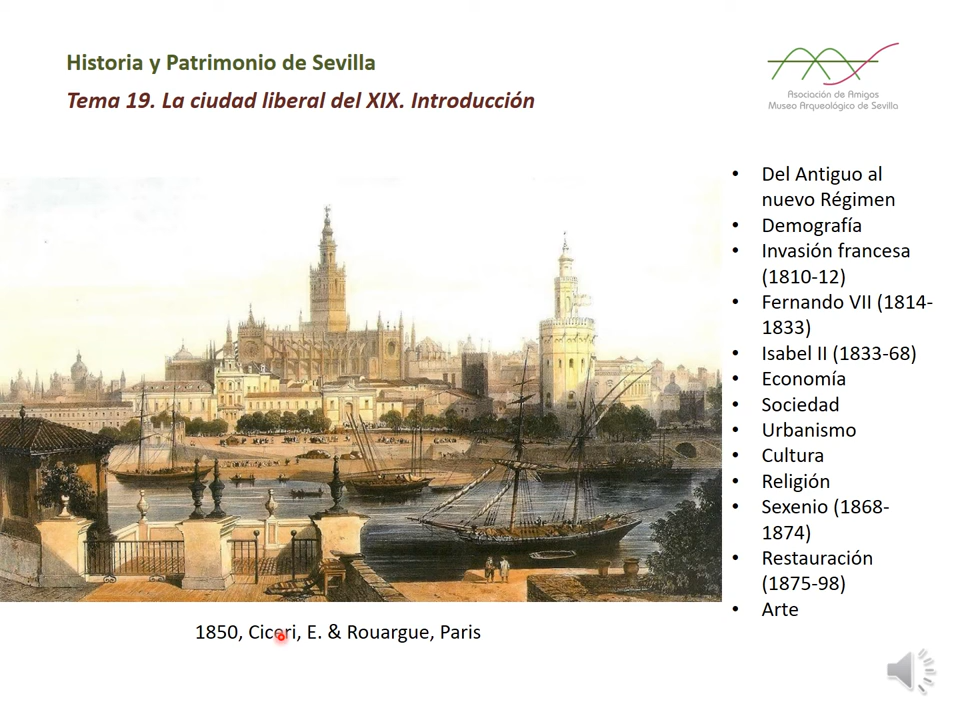 Historia y Patrimonio de Sevilla
Tema 19. La ciudad liberal del XIX. Introducción
Asociación de Amigos
Museo Arqueológico de Sevilla
• Del Antiguo al
nuevo Régimen
• Demografía
• Invasión francesa
(1810-12)
• Fernando VII (1814-
1833)
• Isabel II (1833-68)
• Economía
• Sociedad
• Urbanismo
• Cultura
• Religión
• Sexenio (1868-
1874)
• Restauración
(1875-98)
• Arte
1850, Ciceri, E. & Rouargue, Paris